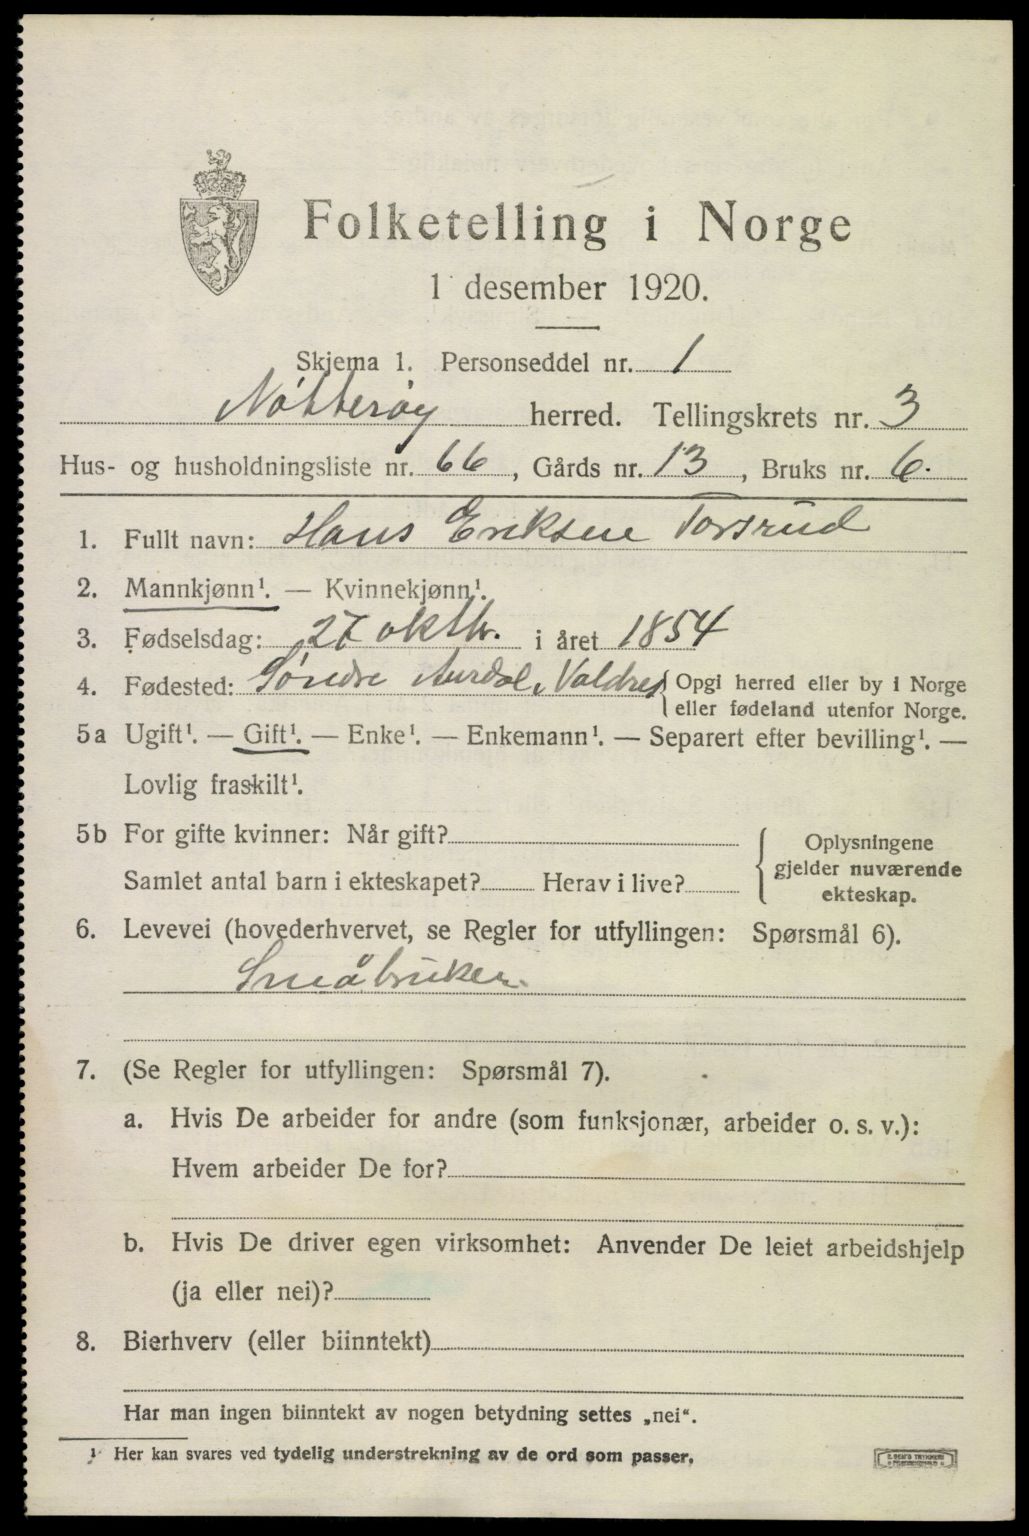 Folketelling i Norge
1 desember 1920.
Skjema 1. Personseddel nr. 1
Nøtterøy herred. Tellingskrets nr. 3
Hus- og husholdningsliste nr. 66, Gårds nr. 13, Bruks nr. 6.
1. Fullt navn: Hans Eriksen Torsrud
2. Mannkjønn¹. — Kvinnekjønn¹.
3. Fødselsdag: 27 oktbr. i året 1854
4. Fødested: Søndre Aurdal, Valdres { Opgi herred eller by i Norge
eller fødeland utenfor Norge.
5a Ugift¹. — Gift¹. — Enke¹. — Enkemann¹. — Separert efter bevilling¹. —
Lovlig fraskilt¹.
5b For gifte kvinner: Når gift?
Samlet antal barn i ekteskapet? Herav i live?
{ Oplysningene
gjelder nuværende
ekteskap.
6. Levevei (hovederhvervet, se Regler for utfyllingen: Spørsmål 6).
Småbruker.
7. (Se Regler for utfyllingen: Spørsmål 7).
a. Hvis De arbeider for andre (som funksjonær, arbeider o. s. v.):
Hvem arbeider De for?
b. Hvis De driver egen virksomhet: Anvender De leiet arbeidshjelp
(ja eller nei)?
8. Bierhverv (eller biinntekt)
Har man ingen biinntekt av nogen betydning settes „nei“.
¹ Her kan svares ved tydelig understrekning av de ord som passer.